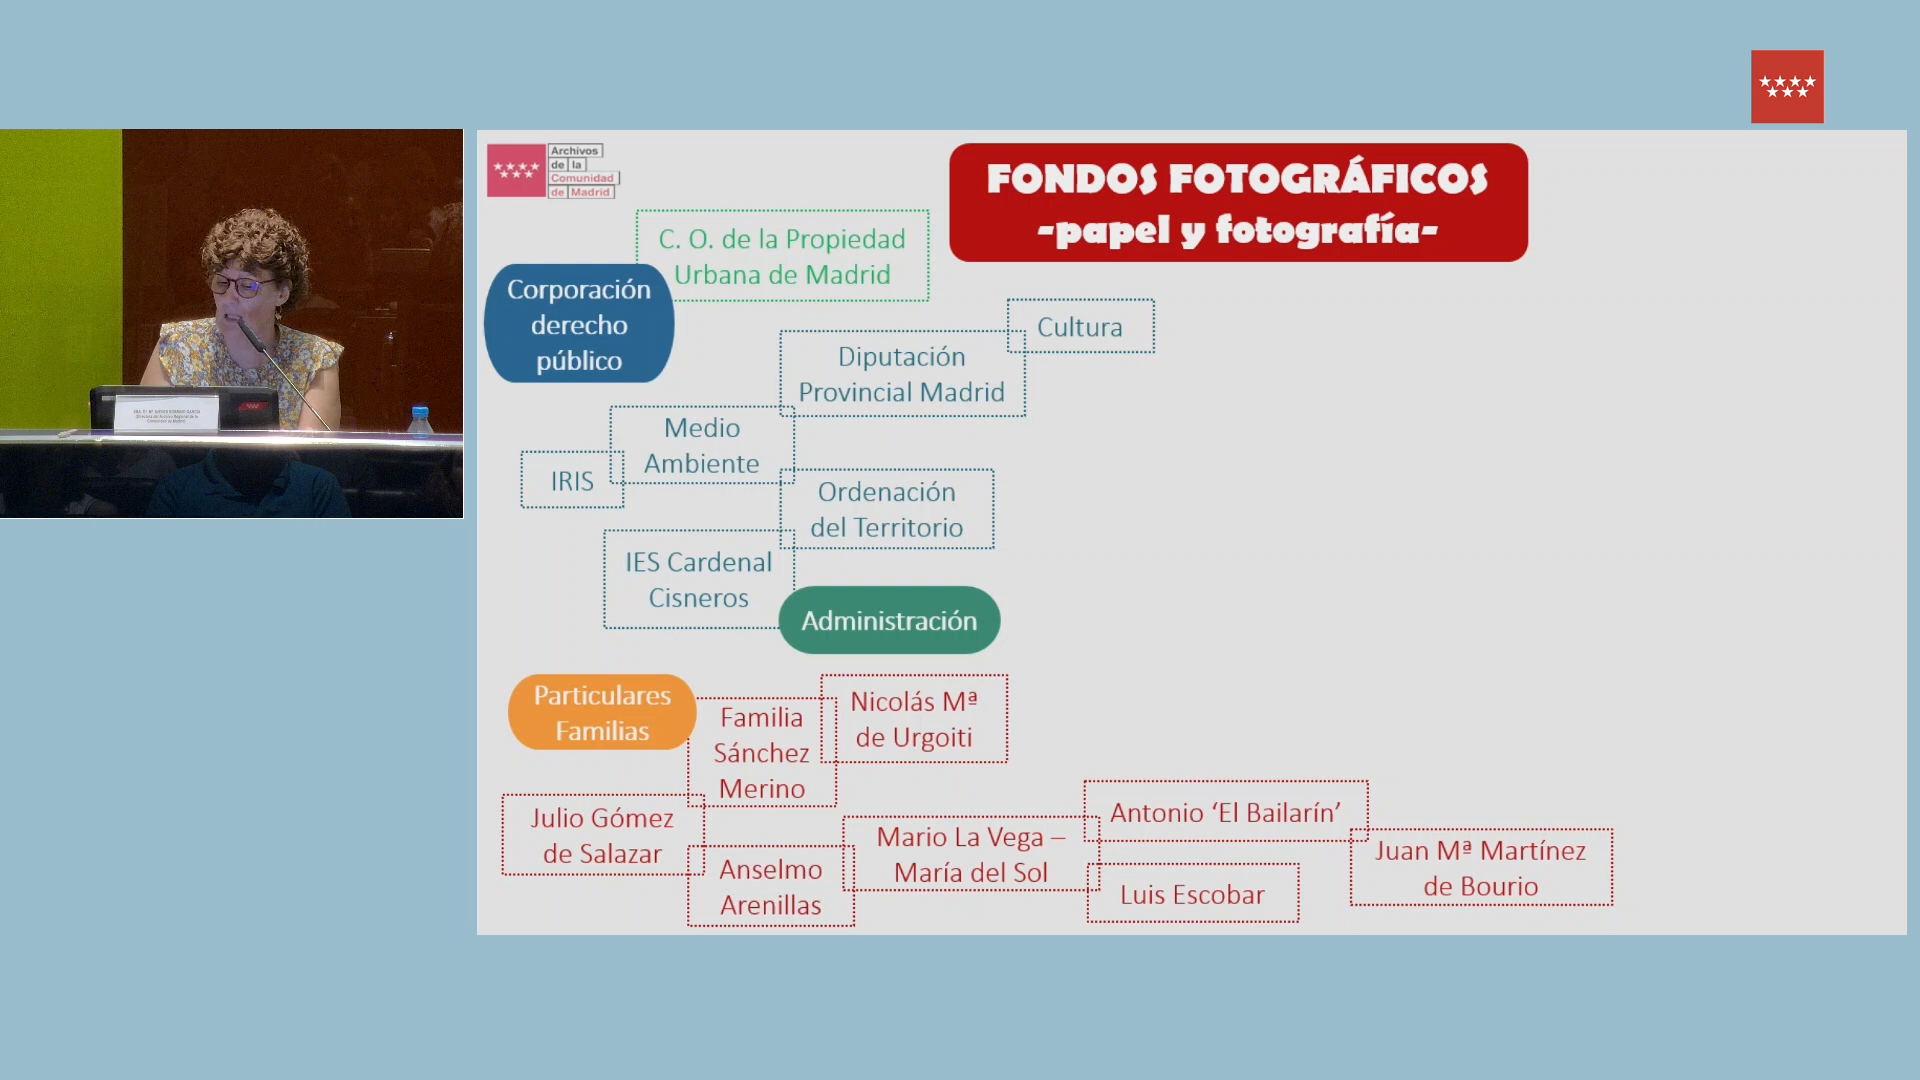 Archivos
de la
Comunidad
de Madrid
FONDOS FOTOGRÁFICOS
-papel y fotografía-
C. O. de la Propiedad
Urbana de Madrid
Corporación
derecho
público
Cultura
Diputación
Provincial Madrid
Medio
Ambiente
IRIS
Ordenación
del Territorio
IES Cardenal
Cisneros
Administración
Particulares
Familias
Familia
Sánchez
Merino
Nicolás Mª
de Urgoiti
Julio Gómez
de Salazar
Anselmo
Arenillas
Mario La Vega –
María del Sol
Antonio ‘El Bailarín’
Luis Escobar
Juan Mª Martínez
de Bourio